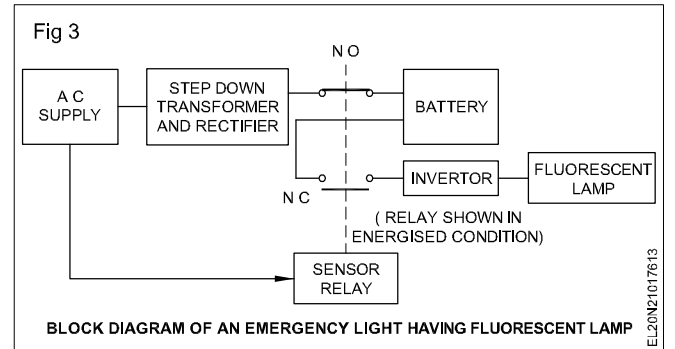 Fig 3
N O
A C
SUPPLY
STEP DOWN
TRANSFORMER
AND RECTIFIER
BATTERY
N C
INVERTOR
FLUORESCENT
LAMP
( RELAY SHOWN IN
ENERGISED CONDITION)
SENSOR
RELAY
BLOCK DIAGRAM OF AN EMERGENCY LIGHT HAVING FLUORESCENT LAMP
EL20N21017613